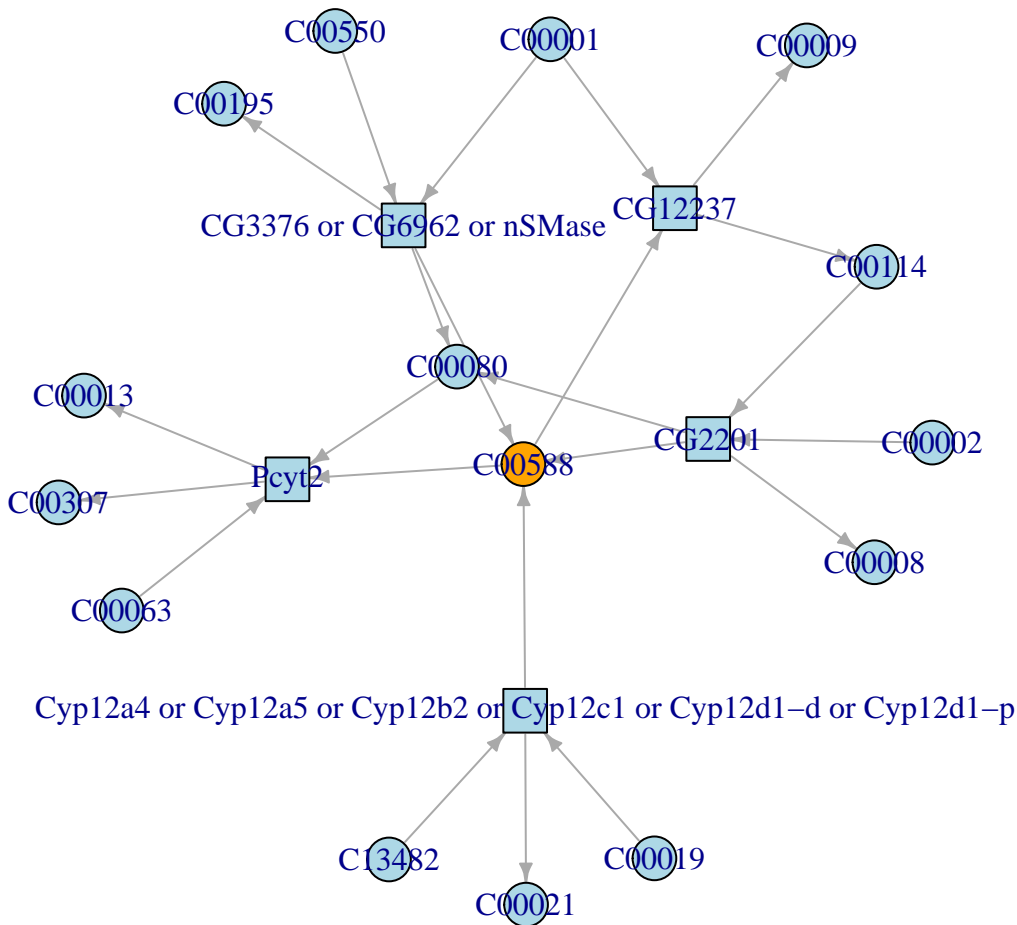 C00550
C00001
C00009
C00195
CG12237
CG3376 or CG6962 or nSMase
C00114
C00080
C00013
CG2201
C00002
C00588
Pcyt2
C00307
C00008
C00063
Cyp12a4 or Cyp12a5 or Cyp12b2 or Cyp12c1 or Cyp12d1−d or Cyp12d1−p
C13482
C00019
C00021